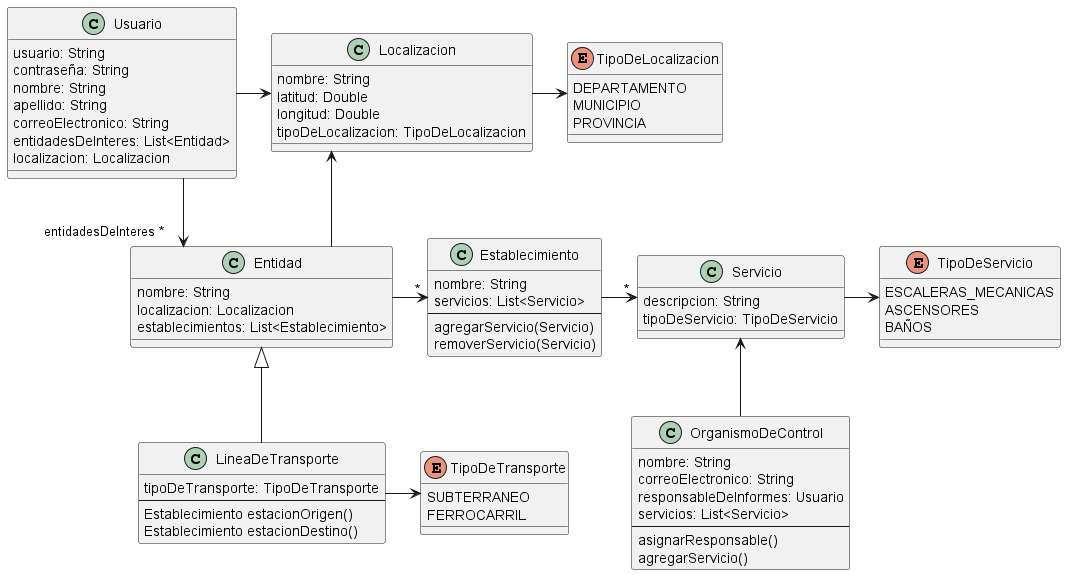 C Usuario
usuario: String
contraseña: String
nombre: String
apellido: String
correoElectronico: String
entidadesDeInteres: List<Entidad>
localizacion: Localizacion
C Localizacion
nombre: String
latitud: Double
longitud: Double
tipoDeLocalizacion: TipoDeLocalizacion
E TipoDeLocalizacion
DEPARTAMENTO
MUNICIPIO
PROVINCIA
entidadesDeInteres *
C Entidad
nombre: String
localizacion: Localizacion
establecimientos: List<Establecimiento>
*
C Establecimiento
nombre: String
servicios: List<Servicio>
agregarServicio(Servicio)
removerServicio(Servicio)
*
C Servicio
descripcion: String
tipoDeServicio: TipoDeServicio
E TipoDeServicio
ESCALERAS_MECANICAS
ASCENSORES
BAÑOS
C LineaDeTransporte
tipoDeTransporte: TipoDeTransporte
Establecimiento estacionOrigen()
Establecimiento estacionDestino()
E TipoDeTransporte
SUBTERRANEO
FERROCARRIL
C OrganismoDeControl
nombre: String
correoElectronico: String
responsableDeInformes: Usuario
servicios: List<Servicio>
asignarResponsable()
agregarServicio()